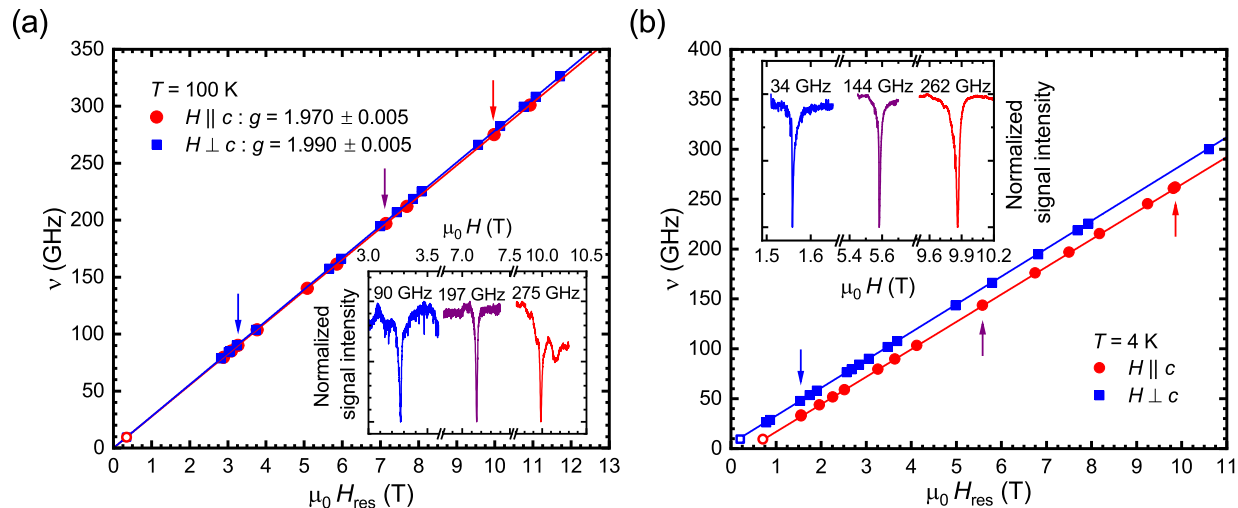 (a)
350
300
250
200
150
100
50
0
ν (GHz)
T = 100 K
H || c : g = 1.970 ± 0.005
H ⊥ c : g = 1.990 ± 0.005
μ0 H (T)
3.0 3.5 7.0 7.5 10.0 10.5
90 GHz 197 GHz 275 GHz
Normalized
signal intensity
0 1 2 3 4 5 6 7 8 9 10 11 12 13
μ0 Hres (T)
(b)
400
350
300
250
200
150
100
50
0
ν (GHz)
34 GHz 144 GHz 262 GHz
Normalized
signal intensity
1.5 1.6 5.4 5.6 9.6 9.9 10.2
μ0 H (T)
T = 4 K
H || c
H ⊥ c
0 1 2 3 4 5 6 7 8 9 10 11
μ0 Hres (T)